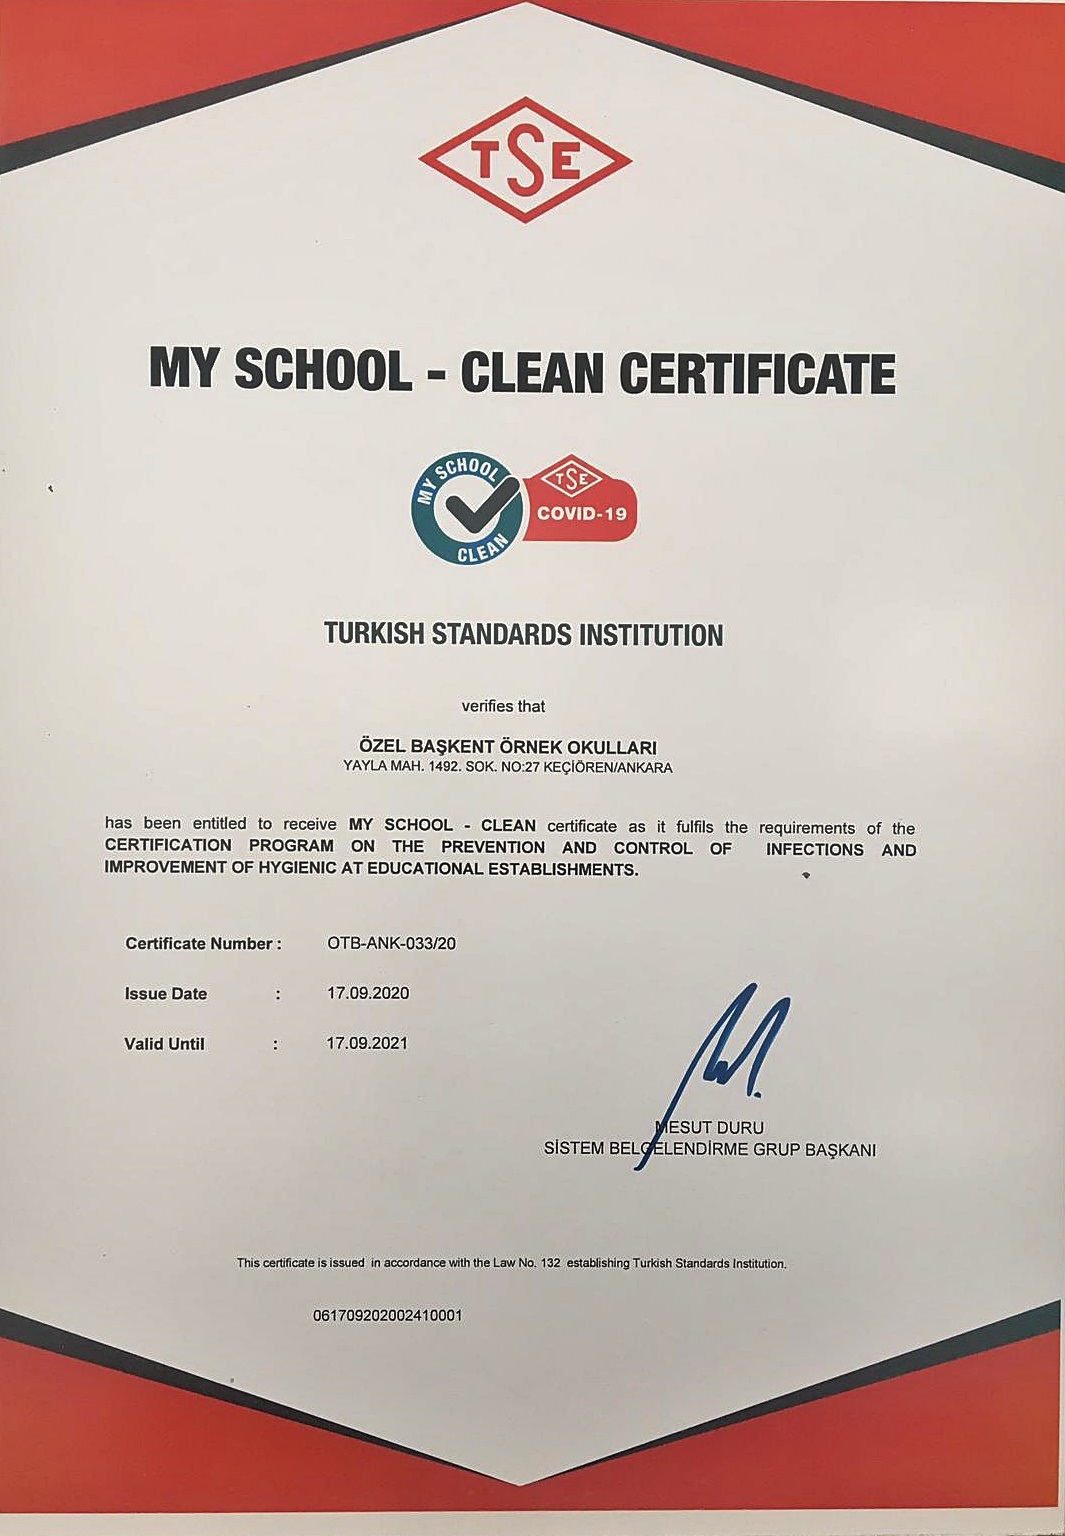 TSE
MY SCHOOL - CLEAN CERTIFICATE
MY SCHOOL
CLEAN
TSE
COVID-19
TURKISH STANDARDS INSTITUTION
verifies that
ÖZEL BAŞKENT ÖRNEK OKULLARI
YAYLA MAH. 1492. SOK. NO:27 KEÇİÖREN/ANKARA
has been entitled to receive MY SCHOOL - CLEAN certificate as it fulfils the requirements of the
CERTIFICATION PROGRAM ON THE PREVENTION AND CONTROL OF INFECTIONS AND
IMPROVEMENT OF HYGIENIC AT EDUCATIONAL ESTABLISHMENTS.
Certificate Number : OTB-ANK-033/20
Issue Date : 17.09.2020
Valid Until : 17.09.2021
MESUT DURU
SİSTEM BELGELENDİRME GRUP BAŞKANI
This certificate is issued in accordance with the Law No. 132 establishing Turkish Standards Institution.
061709202002410001